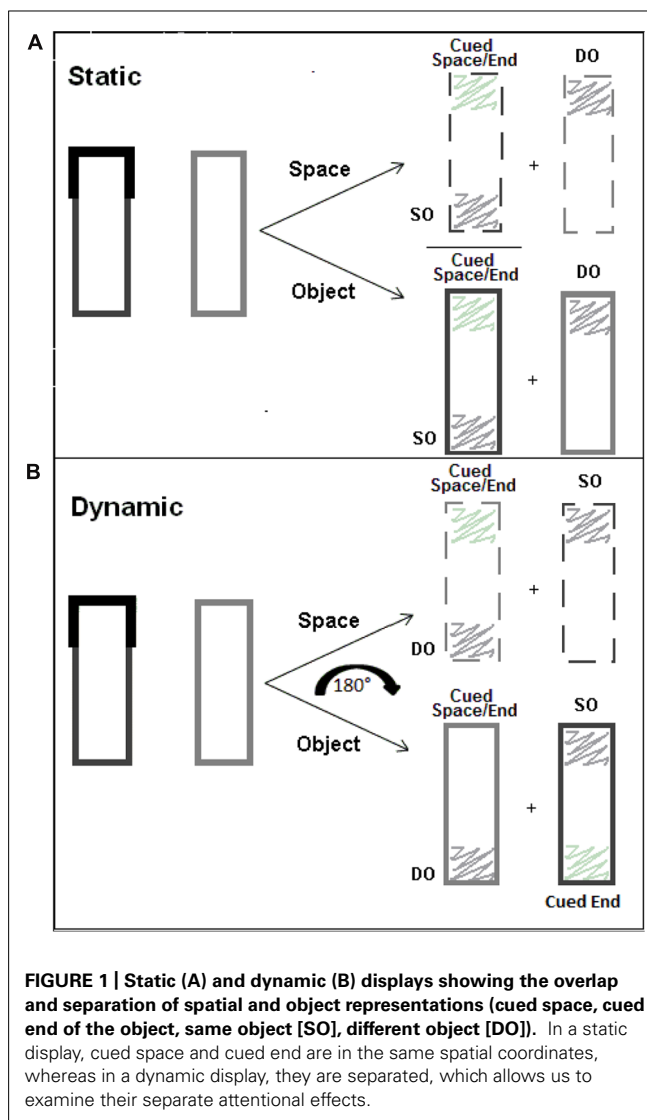 A
Static
Cued
Space/End
DO
Space
+
SO
Cued
Space/End
DO
Object
+
SO
B
Dynamic
Cued
Space/End
SO
Space
+
DO
180°
Cued
Space/End
SO
Object
+
DO
Cued End
FIGURE 1 | Static (A) and dynamic (B) displays showing the overlap
and separation of spatial and object representations (cued space, cued
end of the object, same object [SO], different object [DO]). In a static
display, cued space and cued end are in the same spatial coordinates,
whereas in a dynamic display, they are separated, which allows us to
examine their separate attentional effects.